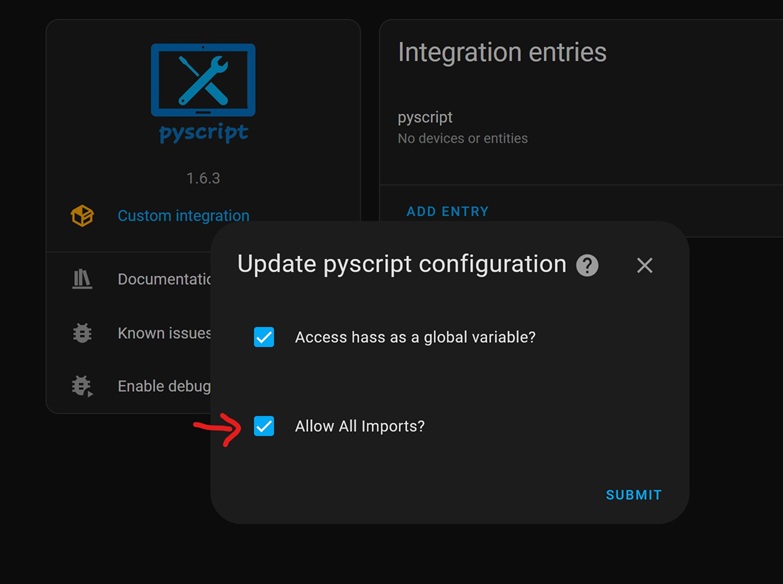 pyscript
1.6.3
Custom integration
Documentatio
Known issues
Enable debug
Integration entries
pyscript
No devices or entities
ADD ENTRY
Update pyscript configuration
Access hass as a global variable?
Allow All Imports?
SUBMIT